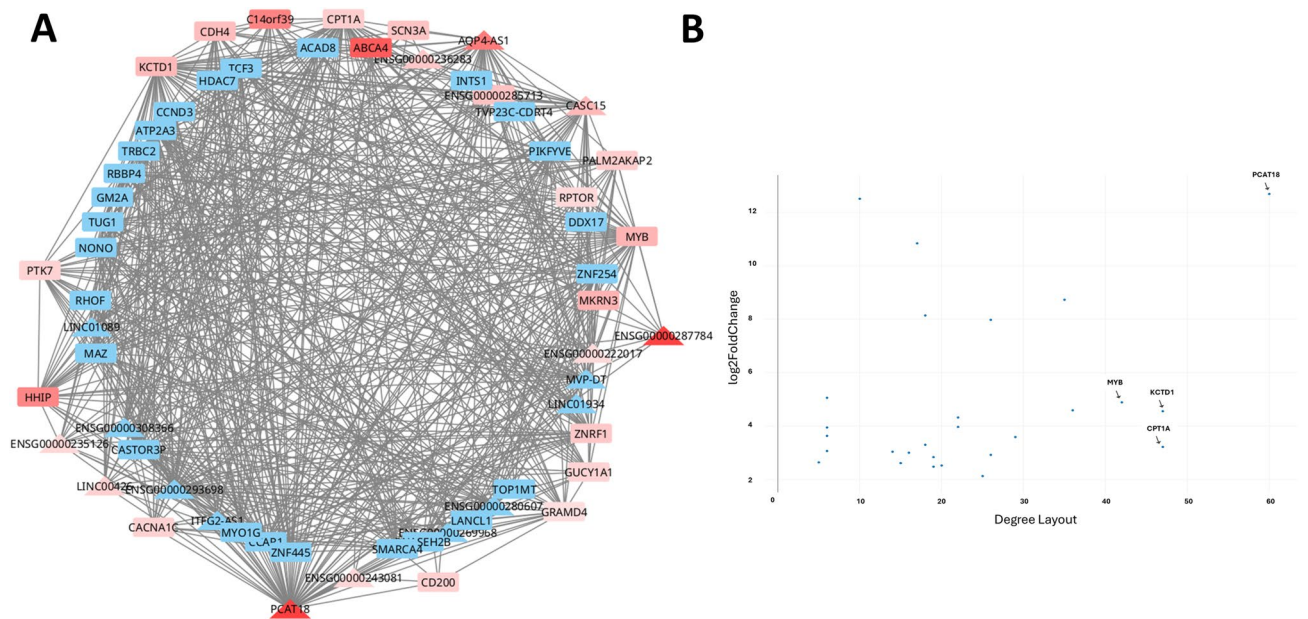 A
B
C14orf39
CPT1A
CDH4
SCN3A
ACAD8
ABCA4
AQP4-AS1
ENSG00000236283
KCTD1
TCF3
HDAC7
INTS1
ENSG00000285713
CCND3
TVP23C-CDRT4
CASC15
ATP2A3
TRBC2
PIKFYVE
PALM2AKAP2
RBBP4
GM2A
RPTOR
TUG1
DDX17
NONO
MYB
PTK7
ZNF254
RHOF
MKRN3
LINC01089
ENSG00000287784
MAZ
ENSG00000222017
MVP-DT
HHIP
LINC01934
ENSG00000308366
ENSG00000235126
CASTOR3P
ZNRF1
GUCY1A1
LINC00426
ENSG00000293698
TOP1MT
ENSG00000280607
GRAMD4
ITFG2-AS1
LANCL1
CACNA1C
MYO1G
ZNF445
SMARCA4
ENSG00000243081
CD200
PCAT18
log2FoldChange
12
10
8
6
4
2
PCAT18
MYB
KCTD1
CPT1A
0
10
20
30
40
50
60
Degree Layout